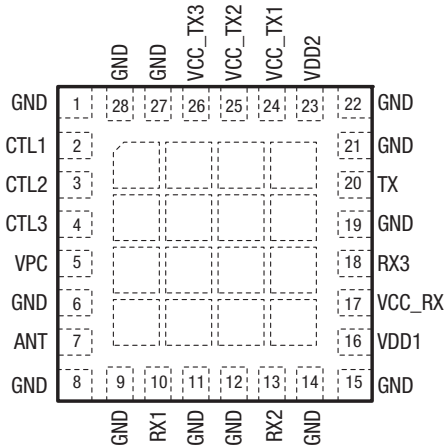 GND GND VCC_TX3 VCC_TX2 VCC_TX1 VDD2
28 27 26 25 24 23
GND 1 22 GND
CTL1 2 21 GND
CTL2 3 20 TX
CTL3 4 19 GND
VPC 5 18 RX3
GND 6 17 VCC_RX
ANT 7 16 VDD1
GND 8 15 GND
9 10 11 12 13 14
GND RX1 GND GND RX2 GND